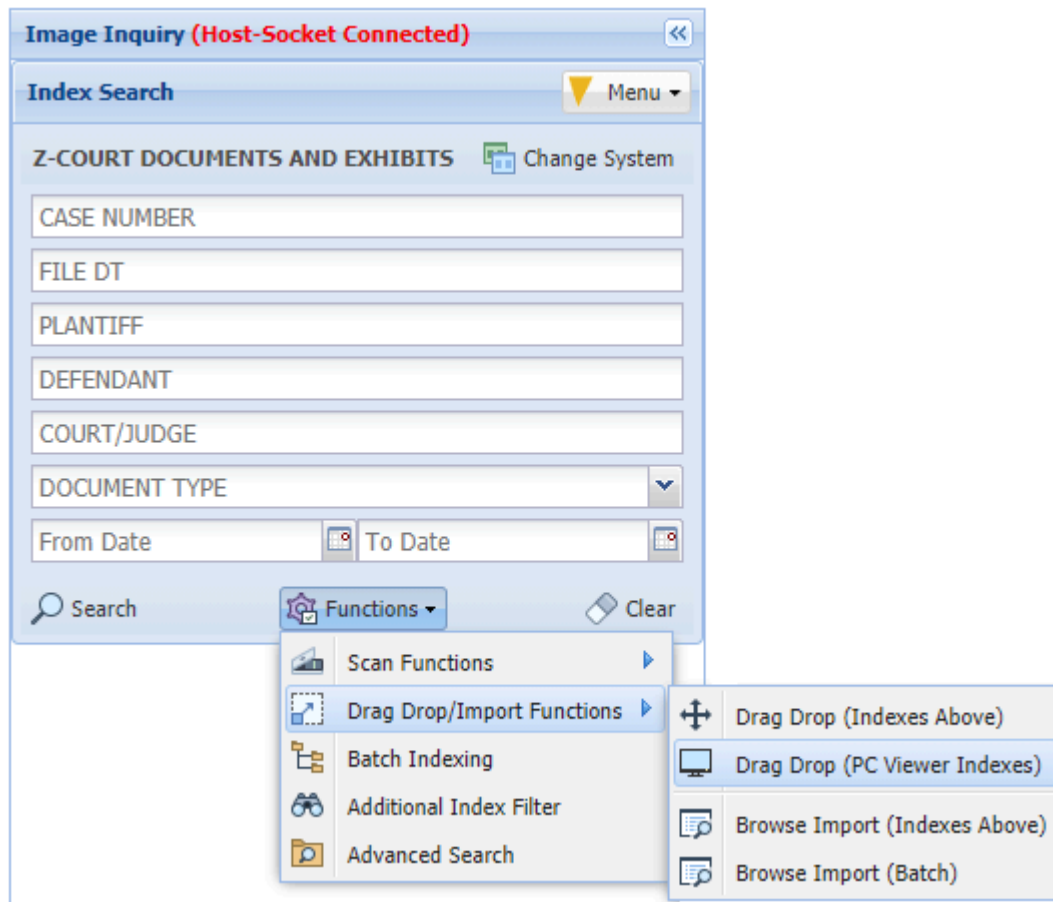 Image Inquiry (Host-Socket Connected)
Index Search
Menu
Z-COURT DOCUMENTS AND EXHIBITS
Change System
CASE NUMBER
FILE DT
PLANTIFF
DEFENDANT
COURT/JUDGE
DOCUMENT TYPE
From Date
To Date
Search
Functions
Clear
Scan Functions
Drag Drop/Import Functions
Batch Indexing
Additional Index Filter
Advanced Search
Drag Drop (Indexes Above)
Drag Drop (PC Viewer Indexes)
Browse Import (Indexes Above)
Browse Import (Batch)